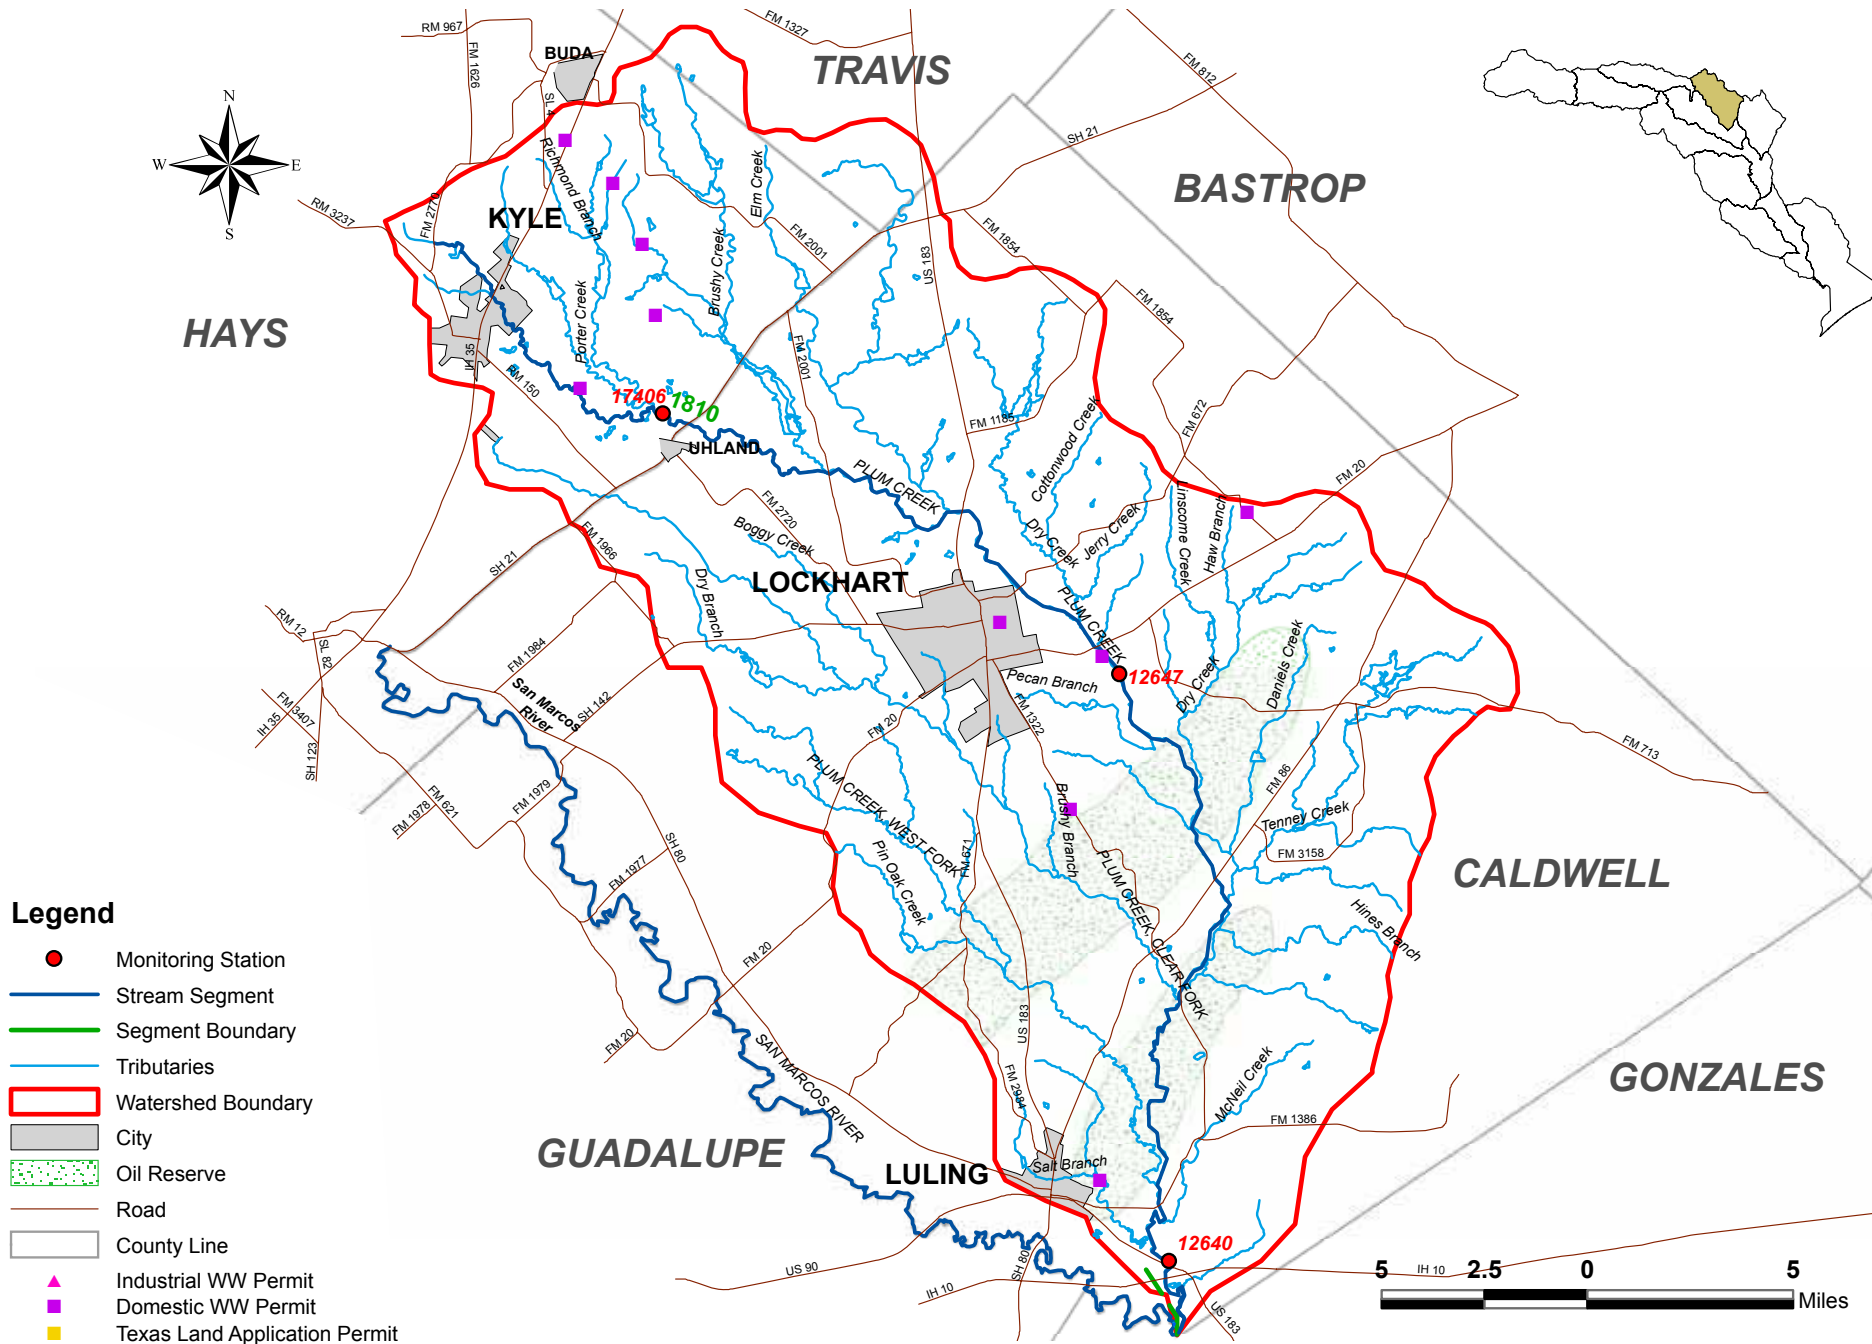 RM 967
FM 1626
BUDA
SL 4
FM 1327
TRAVIS
FM 812
SH 21
BASTROP
N
W
E
S
RM 3237
FM 2770
KYLE
Richmond Branch
Elm Creek
Brushy Creek
FM 2001
US 183
FM 1854
FM 1854
HAYS
Porter Creek
IH 35
RM 150
FM 2001
17406
1810
UHLAND
FM 1185
Cottonwood Creek
FM 672
FM 20
PLUM CREEK
FM 2720
Boggy Creek
Dry Creek
Jerry Creek
Linscome Creek
Haw Branch
SH 21
FM 1966
Dry Branch
LOCKHART
PLUM CREEK
12647
Pecan Branch
Dry Creek
Daniels Creek
RM 12
SL 82
FM 1984
San Marcos
River
SH 142
FM 20
FM 1322
FM 713
IH 35
FM 3407
SH 123
FM 621
FM 1978
FM 1979
PLUM CREEK, WEST FORK
FM 86
Tenney Creek
FM 3158
SH 80
FM 1977
Pin Oak Creek
FM 671
Brushy Branch
PLUM CREEK, CLEAR FORK
CALDWELL
Hines Branch
FM 20
FM 20
US 183
SAN MARCOS RIVER
FM 2984
McNeil Creek
FM 1386
GONZALES
GUADALUPE
LULING
Salt Branch
12640
US 90
IH 10
SH 80
US 183
IH 10
5
2.5
0
5
Miles
Legend
Monitoring Station
Stream Segment
Segment Boundary
Tributaries
Watershed Boundary
City
Oil Reserve
Road
County Line
Industrial WW Permit
Domestic WW Permit
Texas Land Application Permit